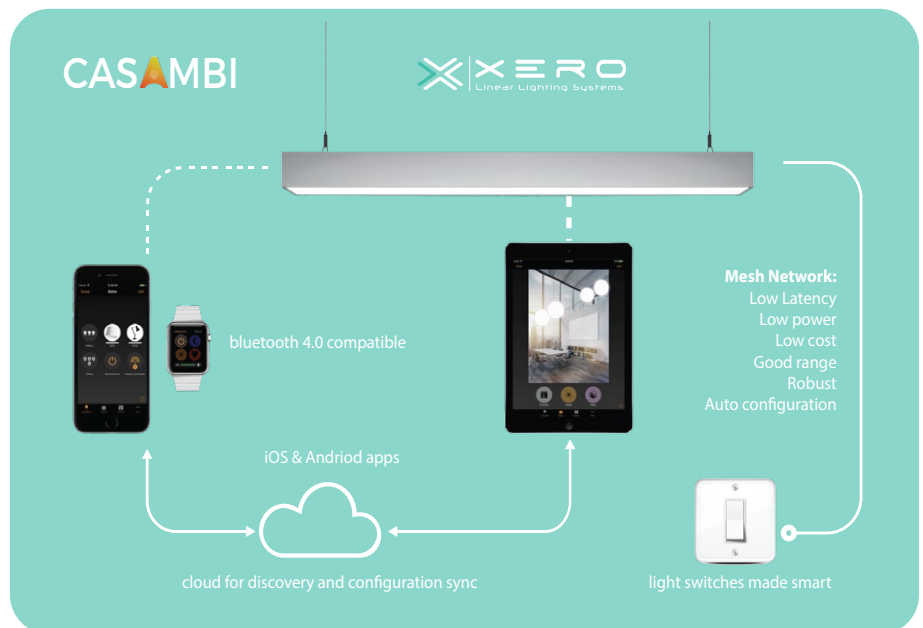 CASAMBI
XERO
Linear Lighting Systems
Mesh Network:
Low Latency
Low power
Low cost
Good range
Robust
Auto configuration
bluetooth 4.0 compatible
iOS & Andriod apps
cloud for discovery and configuration sync
light switches made smart